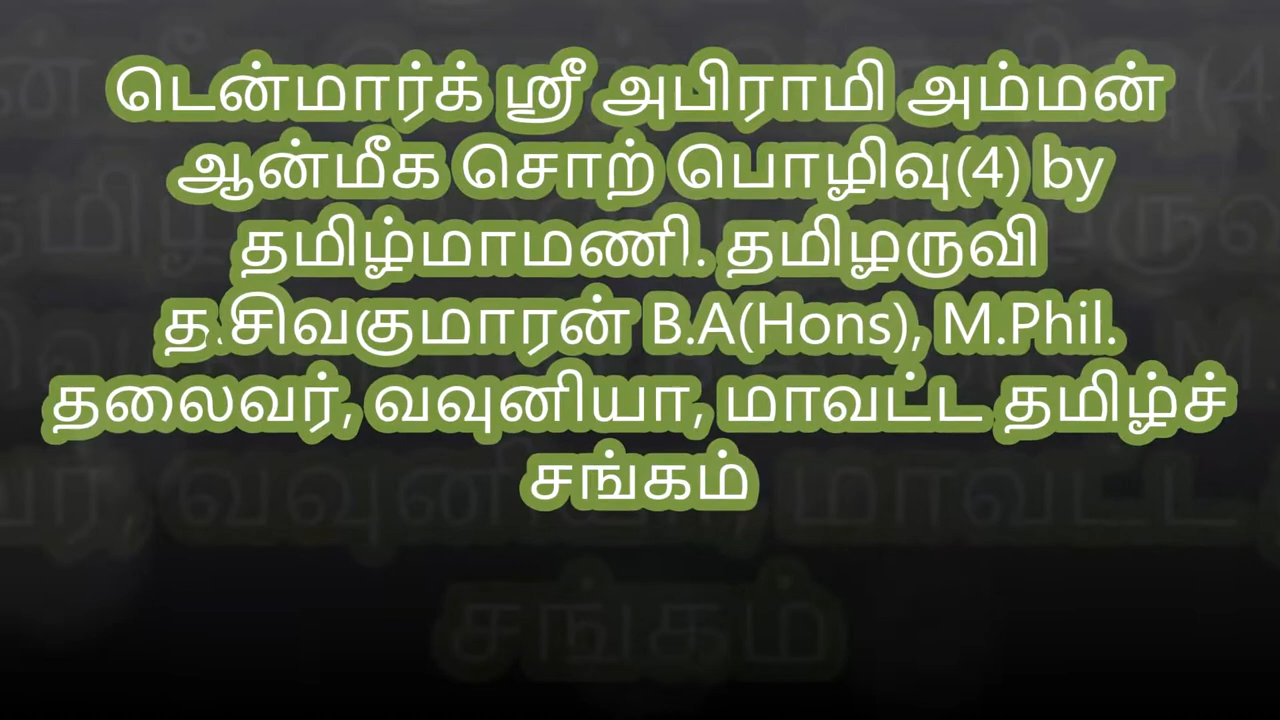 டென்மார்க் ஸ்ரீ அபிராமி அம்மன்
ஆன்மீக சொற் பொழிவு(4) by
தமிழ்மாமணி. தமிழருவி
த.சிவகுமாரன் B.A(Hons), M.Phil.
தலைவர், வவுனியா, மாவட்ட தமிழ்ச்
சங்கம்